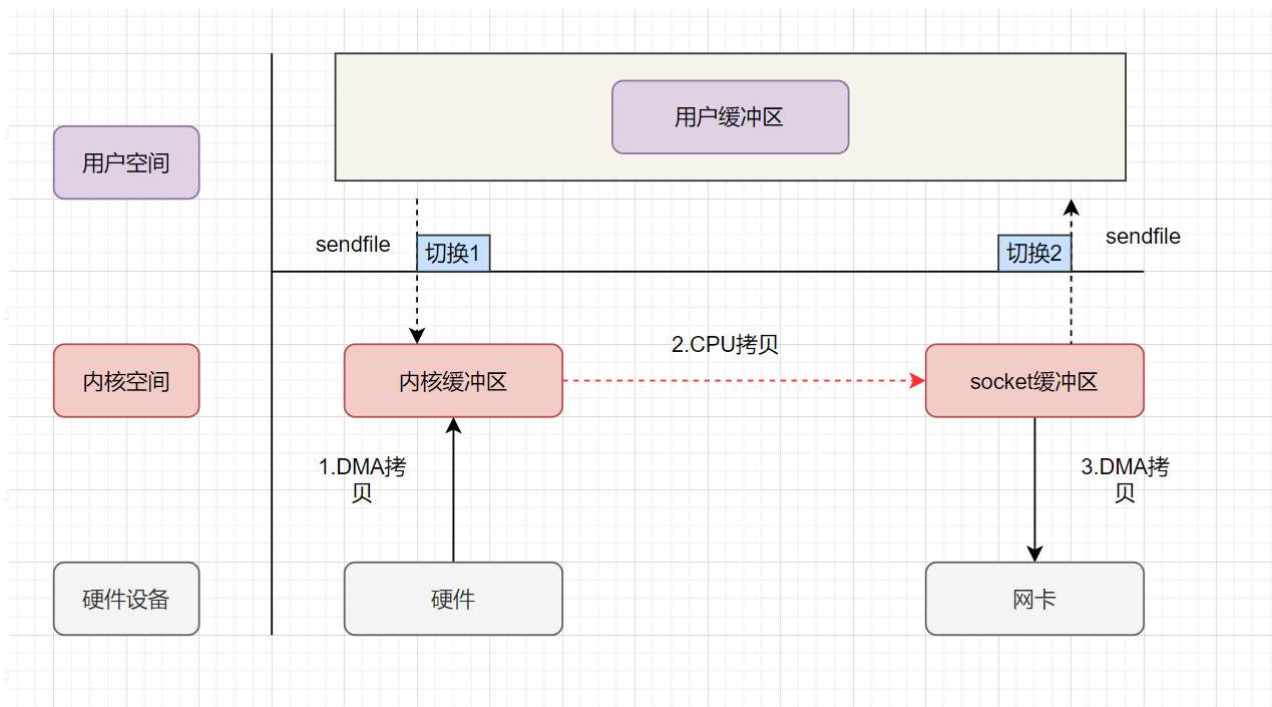 用户缓冲区
用户空间
sendfile
切换1
切换2
sendfile
2.CPU拷贝
内核空间
内核缓冲区
socket缓冲区
1.DMA拷
贝
3.DMA拷
贝
硬件设备
硬件
网卡